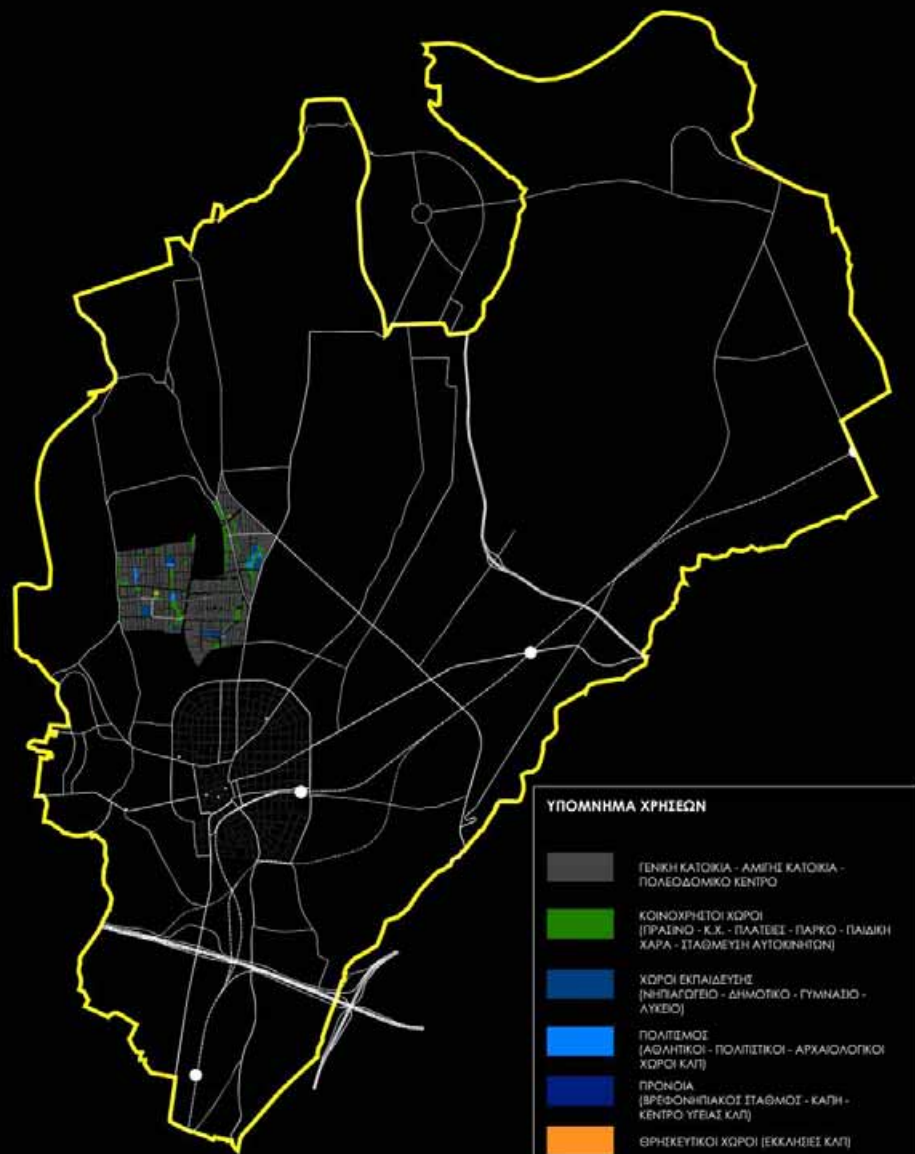 ΥΠΟΜΝΗΜΑ ΧΡΗΣΕΩΝ
ΓΕΝΙΚΗ ΚΑΤΟΙΚΙΑ - ΑΜΙΓΗΣ ΚΑΤΟΙΚΙΑ -
ΠΟΛΕΟΔΟΜΙΚΟ ΚΕΝΤΡΟ
ΚΟΙΝΟΧΡΗΣΤΟΙ ΧΩΡΟΙ
(ΠΡΑΣΙΝΟ - Κ.Χ. - ΠΛΑΤΕΙΕΣ - ΠΑΡΚΟ - ΠΑΙΔΙΚΗ
ΧΑΡΑ - ΣΤΑΘΜΕΥΣΗ ΑΥΤΟΚΙΝΗΤΩΝ)
ΧΩΡΟΙ ΕΚΠΑΙΔΕΥΣΗΣ
(ΝΗΠΙΑΓΩΓΕΙΟ - ΔΗΜΟΤΙΚΟ - ΓΥΜΝΑΣΙΟ -
ΛΥΚΕΙΟ)
ΠΟΛΙΤΙΣΜΟΣ
(ΑΘΛΗΤΙΚΟΙ - ΠΟΛΙΤΙΣΤΙΚΟΙ - ΑΡΧΑΙΟΛΟΓΙΚΟΙ
ΧΩΡΟΙ ΚΛΠ)
ΠΡΟΝΟΙΑ
(ΒΡΕΦΟΝΗΠΙΑΚΟΣ ΣΤΑΘΜΟΣ - ΚΑΠΗ -
ΚΕΝΤΡΟ ΥΓΕΙΑΣ ΚΛΠ)
ΘΡΗΣΚΕΥΤΙΚΟΙ ΧΩΡΟΙ (ΕΚΚΛΗΣΙΕΣ ΚΛΠ)